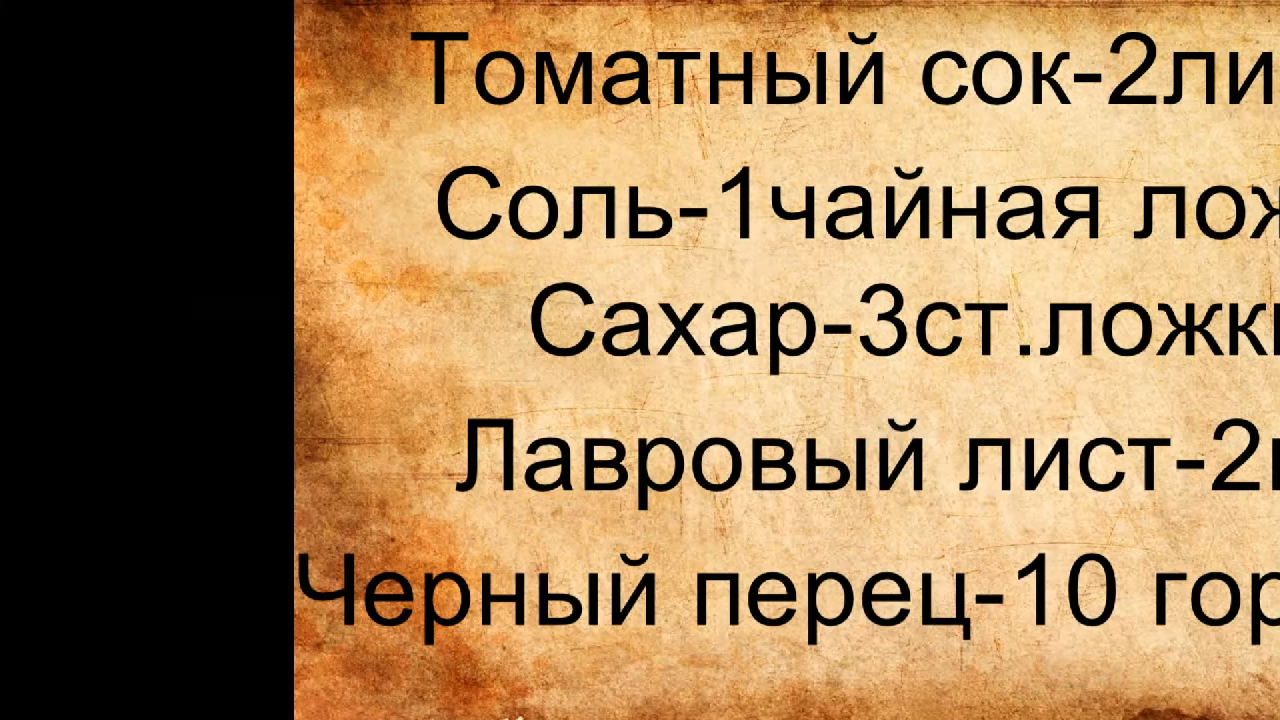 Томатный сок-2ли
Соль-1чайная лож
Сахар-3ст.ложк
Лавровый лист-2
Черный перец-10 гор